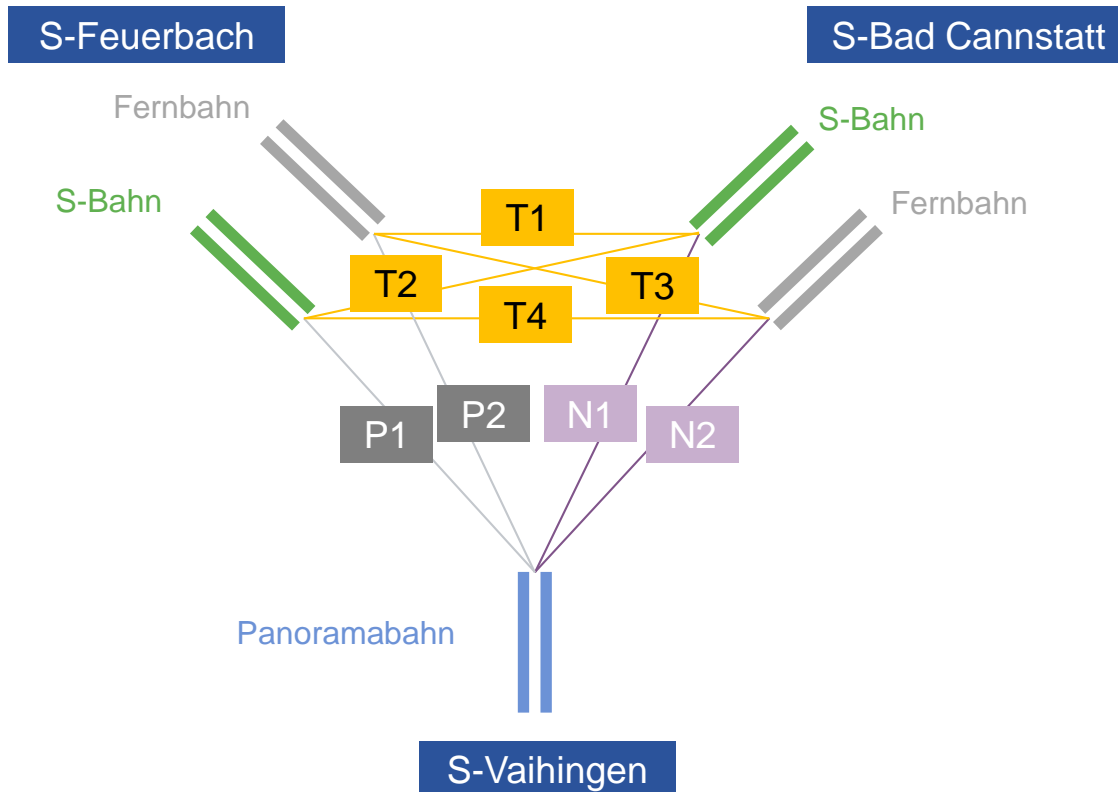 S-Feuerbach
S-Bad Cannstatt
Fernbahn
S-Bahn
S-Bahn
Fernbahn
T1
T2
T3
T4
P1
P2
N1
N2
Panoramabahn
S-Vaihingen